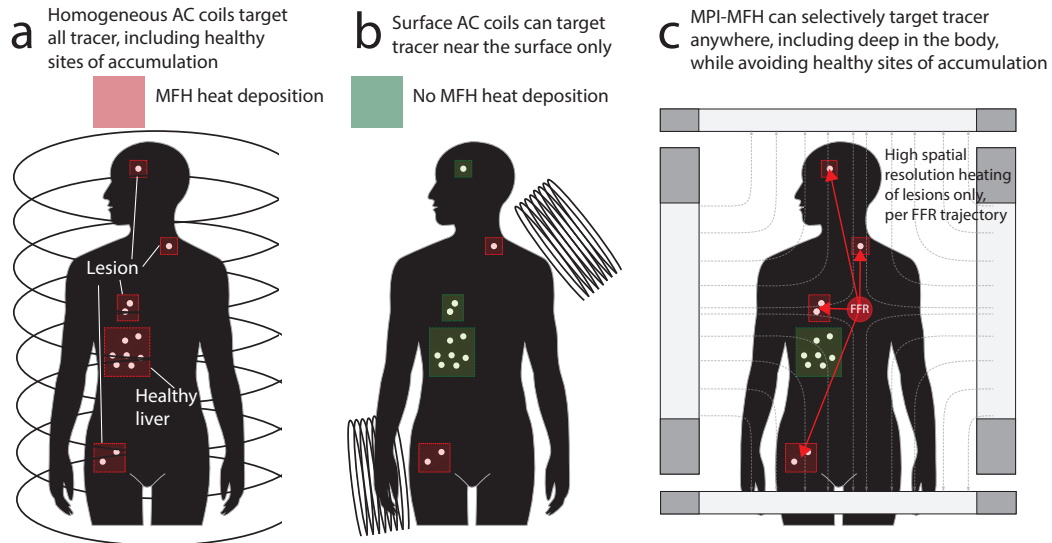 a
Homogeneous AC coils target
all tracer, including healthy
sites of accumulation
MFH heat deposition
Lesion
Healthy
liver
b
Surface AC coils can target
tracer near the surface only
No MFH heat deposition
c
MPI-MFH can selectively target tracer
anywhere, including deep in the body,
while avoiding healthy sites of accumulation
High spatial
resolution heating
of lesions only,
per FFR trajectory
FFR